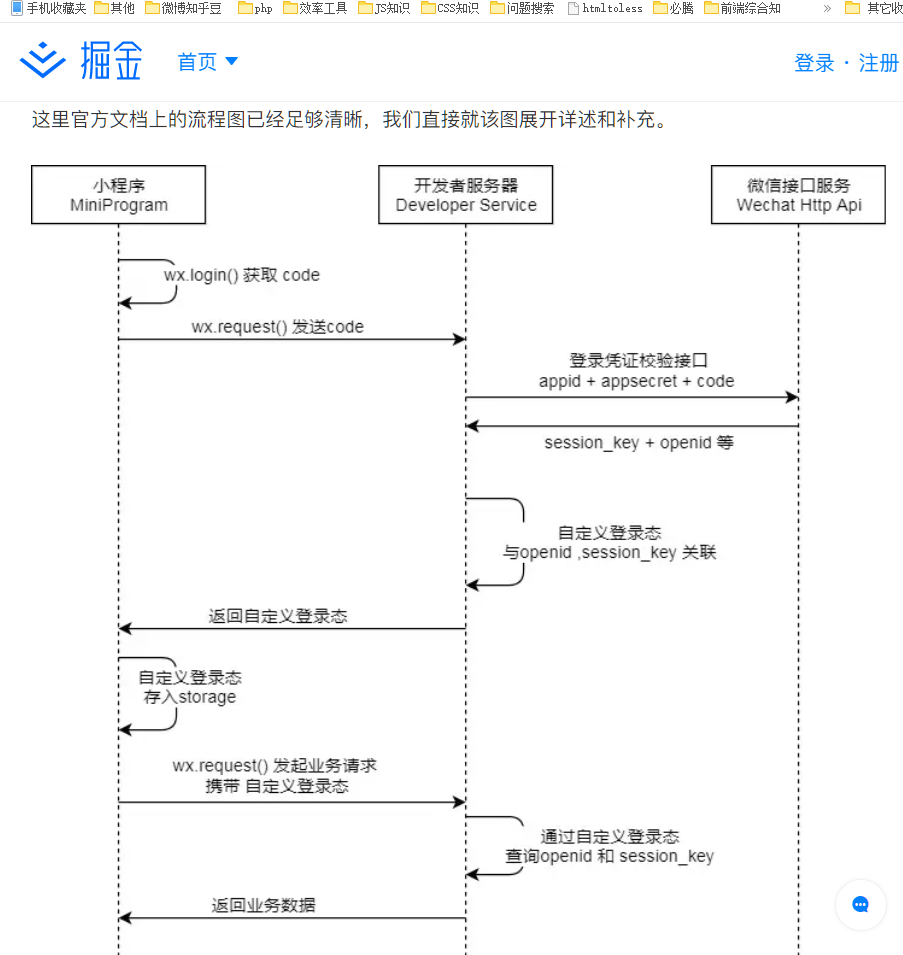 手机收藏夹 其他 微博知乎豆 php 效率工具 JS知识 CSS知识 问题搜索 htmltoless 必腾 前端综合知 » 其它收
掘金 首页 登录 · 注册
这里官方文档上的流程图已经足够清晰，我们直接就该图展开详述和补充。
小程序
MiniProgram
开发者服务器
Developer Service
微信接口服务
Wechat Http Api
wx.login() 获取 code
wx.request() 发送code
登录凭证校验接口
appid + appsecret + code
session_key + openid 等
自定义登录态
与openid ,session_key 关联
返回自定义登录态
自定义登录态
存入storage
wx.request() 发起业务请求
携带 自定义登录态
通过自定义登录态
查询openid 和 session_key
返回业务数据